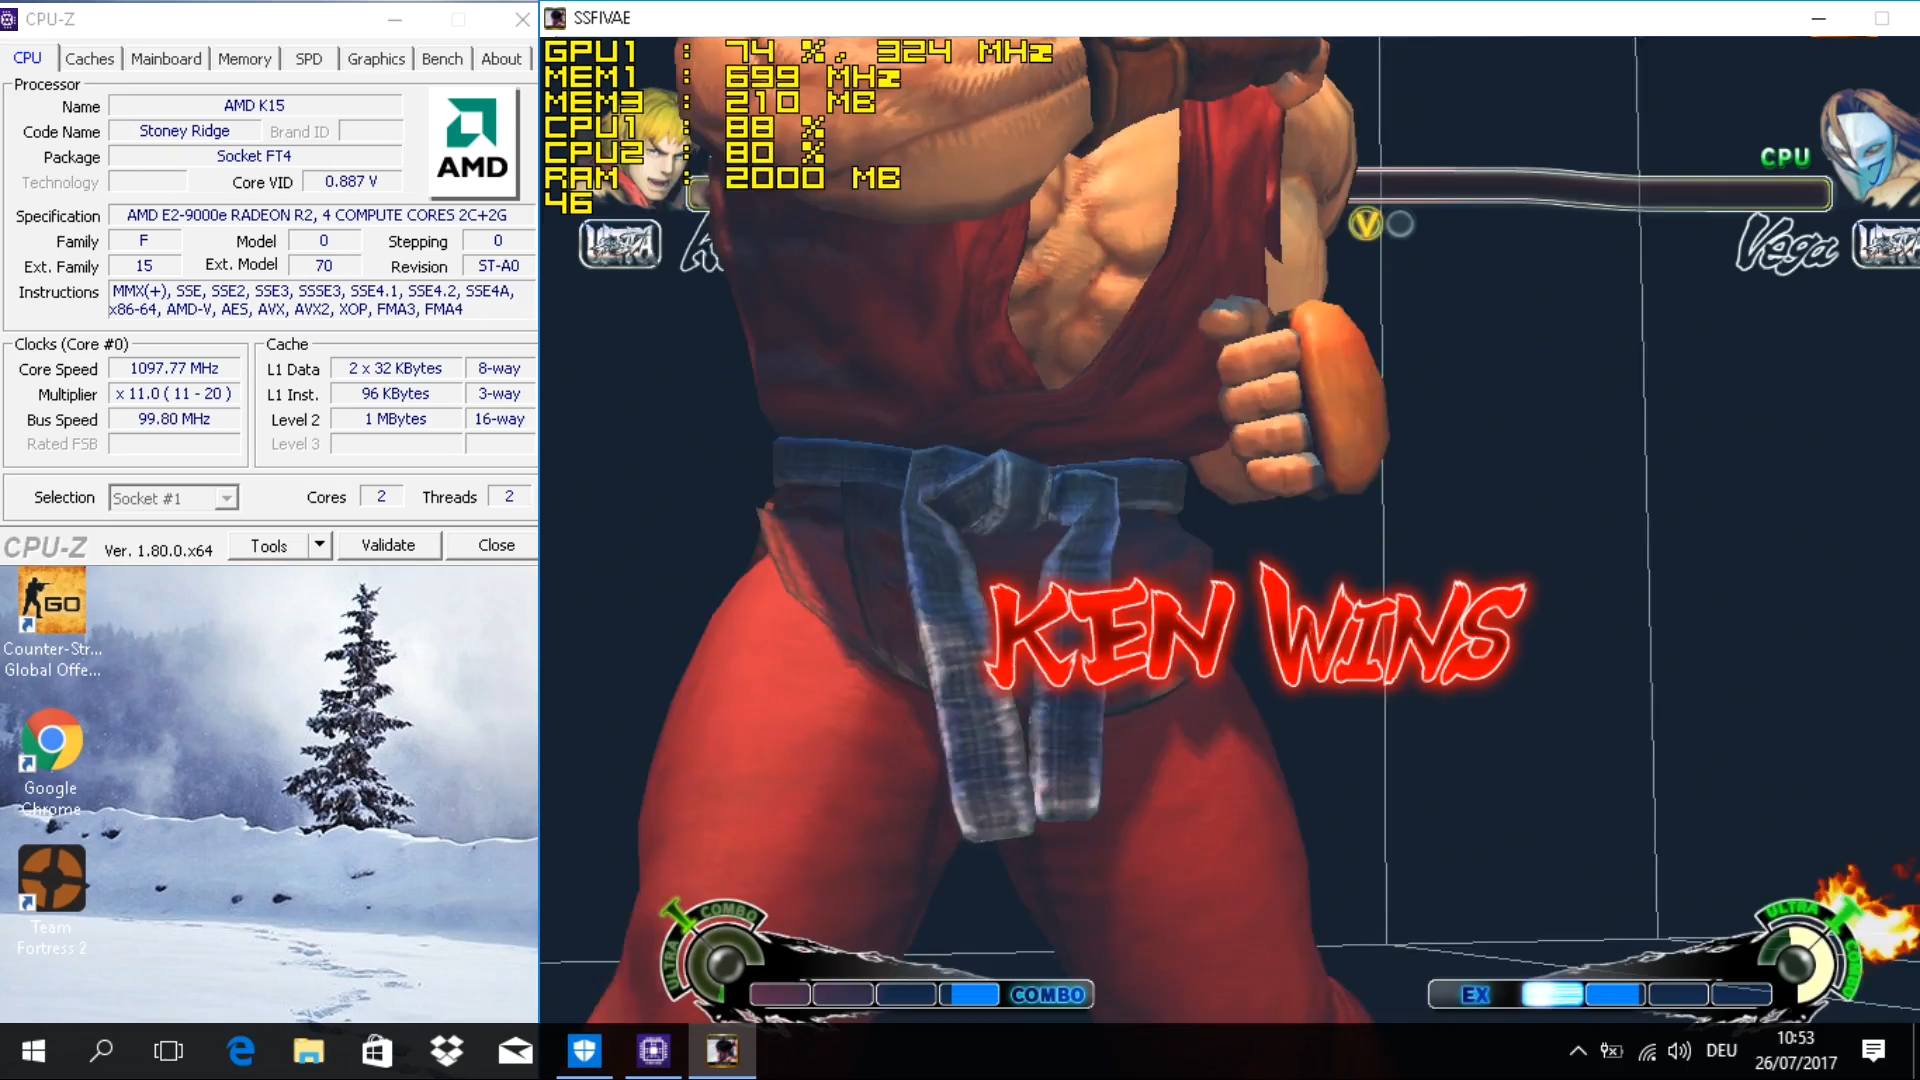 CPU-Z
CPU Caches Mainboard Memory SPD Graphics Bench About
Processor
Name AMD K15
Code Name Stoney Ridge Brand ID
Package Socket FT4
Technology Core VID 0.887 V
AMD
Specification AMD E2-9000e RADEON R2, 4 COMPUTE CORES 2C+2G
Family F Model 0 Stepping 0
Ext. Family 15 Ext. Model 70 Revision ST-A0
Instructions MMX(+), SSE, SSE2, SSE3, SSSE3, SSE4.1, SSE4.2, SSE4A,
x86-64, AMD-V, AES, AVX, AVX2, XOP, FMA3, FMA4
Clocks (Core #0)
Core Speed 1097.77 MHz
Multiplier x 11.0 ( 11 - 20 )
Bus Speed 99.80 MHz
Rated FSB
Cache
L1 Data 2 x 32 KBytes 8-way
L1 Inst. 96 KBytes 3-way
Level 2 1 MBytes 16-way
Level 3
Selection Socket #1 Cores 2 Threads 2
CPU-Z Ver. 1.80.0.x64 Tools Validate Close
GO
Counter-Str...
Global Offe...
Google
Chrome
Team
Fortress 2
SSFIVAE
GPU1 : 74 %, 324 MHz
MEM1 : 699 MHz
MEM3 : 210 MB
CPU1 : 88 %
CPU2 : 80 %
RAM : 2000 MB
46
CPU
V
ULTRA
Vega
KEN WINS
ULTRA COMBO
COMBO
EX
ULTRA COMBO
DEU
10:53
26/07/2017